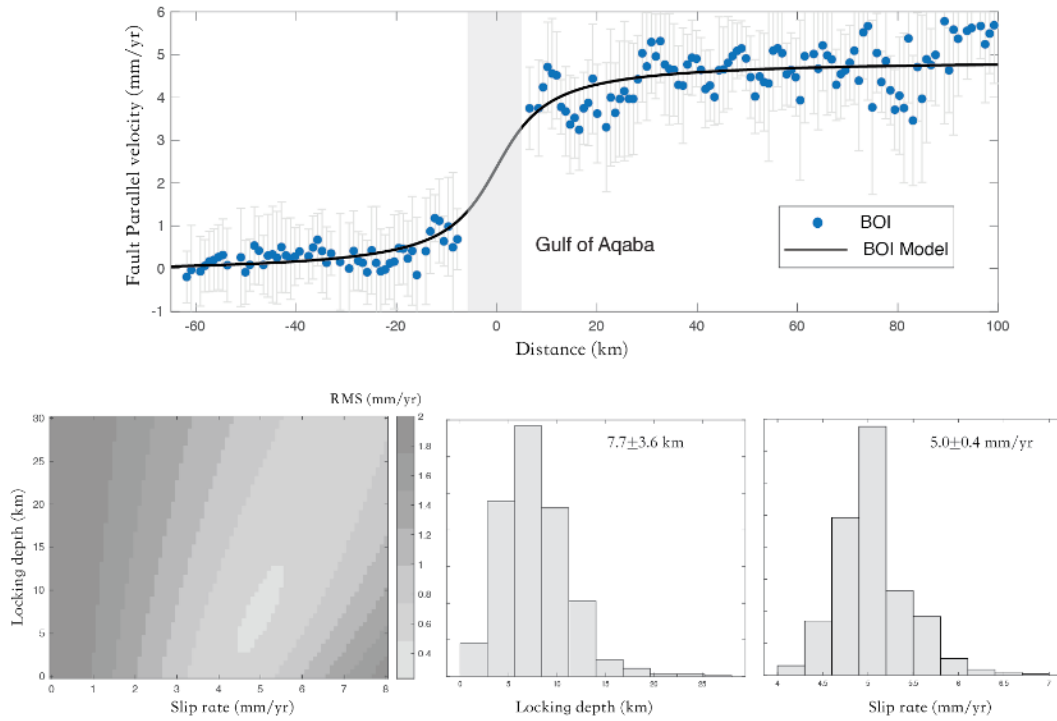 Fault Parallel velocity (mm/yr)
6
5
4
3
2
1
0
-1
Gulf of Aqaba
BOI
BOI Model
-60 -40 -20 0 20 40 60 80 100
Distance (km)
RMS (mm/yr)
Locking depth (km)
30
25
20
15
10
5
0
0 1 2 3 4 5 6 7 8
Slip rate (mm/yr)
2
1.8
1.6
1.4
1.2
1
0.8
0.6
0.4
7.7±3.6 km
0 5 10 15 20 25
Locking depth (km)
5.0±0.4 mm/yr
4 4.5 5 5.5 6 6.5 7
Slip rate (mm/yr)